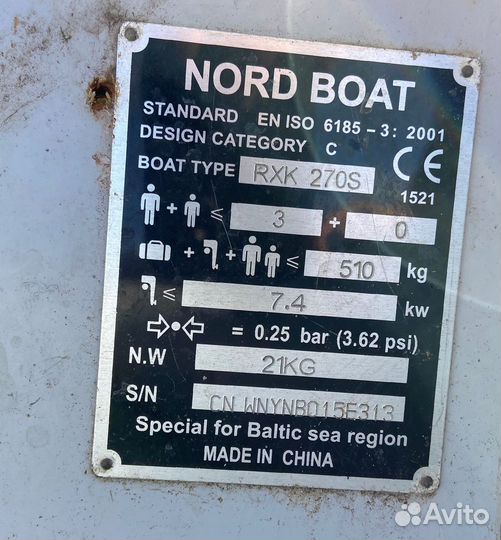 NORD BOAT
STANDARD EN ISO 6185 – 3: 2001
DESIGN CATEGORY C
CE
BOAT TYPE RXK 270S
1521
+ ≤ 3 + 0
+ + ≤ 510 kg
≤ 7.4 kw
= 0.25 bar (3.62 psi)
N.W 21KG
S/N CN WNYNB015E313
Special for Baltic sea region
MADE IN CHINA
Avito